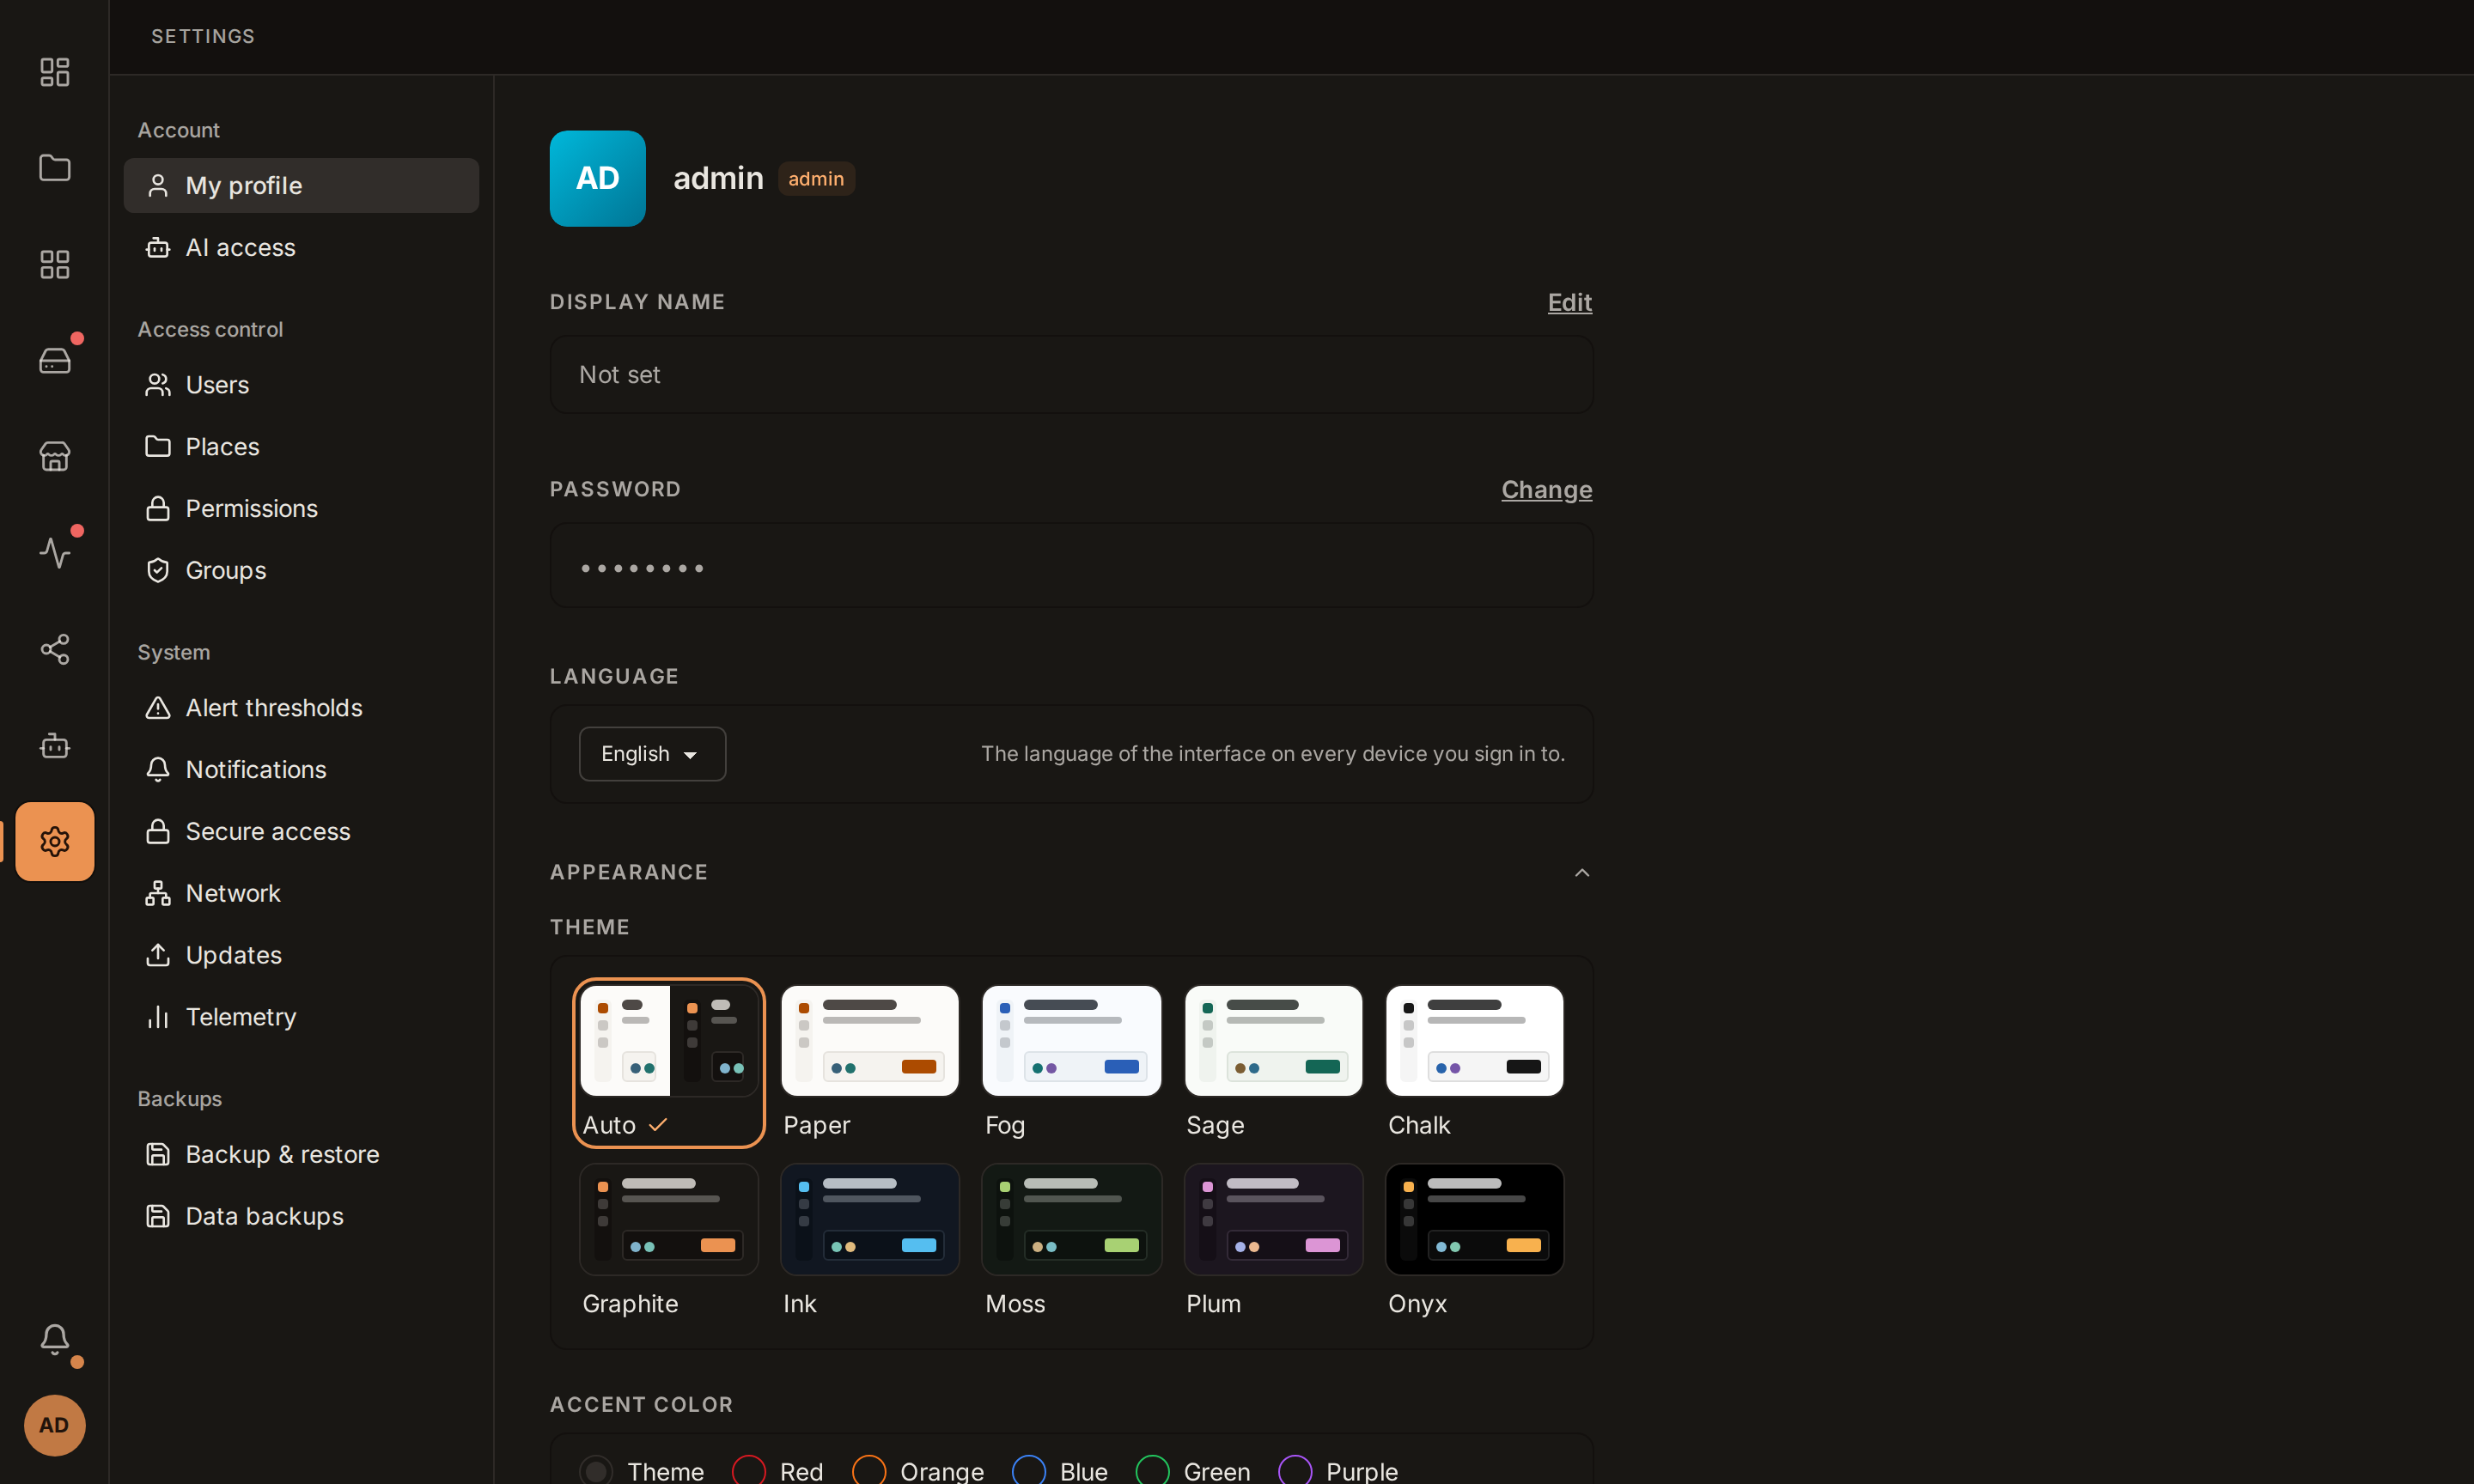 SETTINGS
Account
My profile
AI access
Access control
Users
Places
Permissions
Groups
System
Alert thresholds
Notifications
Secure access
Network
Updates
Telemetry
Backups
Backup & restore
Data backups
AD
AD
admin admin
DISPLAY NAME Edit
Not set
PASSWORD Change
••••••••
LANGUAGE
English The language of the interface on every device you sign in to.
APPEARANCE
THEME
Auto Paper Fog Sage Chalk
Graphite Ink Moss Plum Onyx
ACCENT COLOR
Theme Red Orange Blue Green Purple